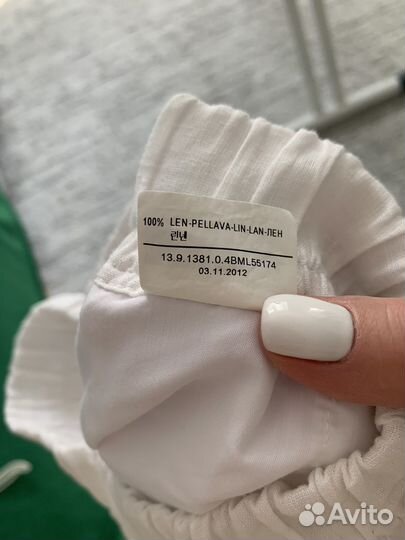 100% LEN-PELLAVA-LIN-LAN-ЛЕН
린넨
13.9.1381.0.4BML55174
03.11.2012
Avito